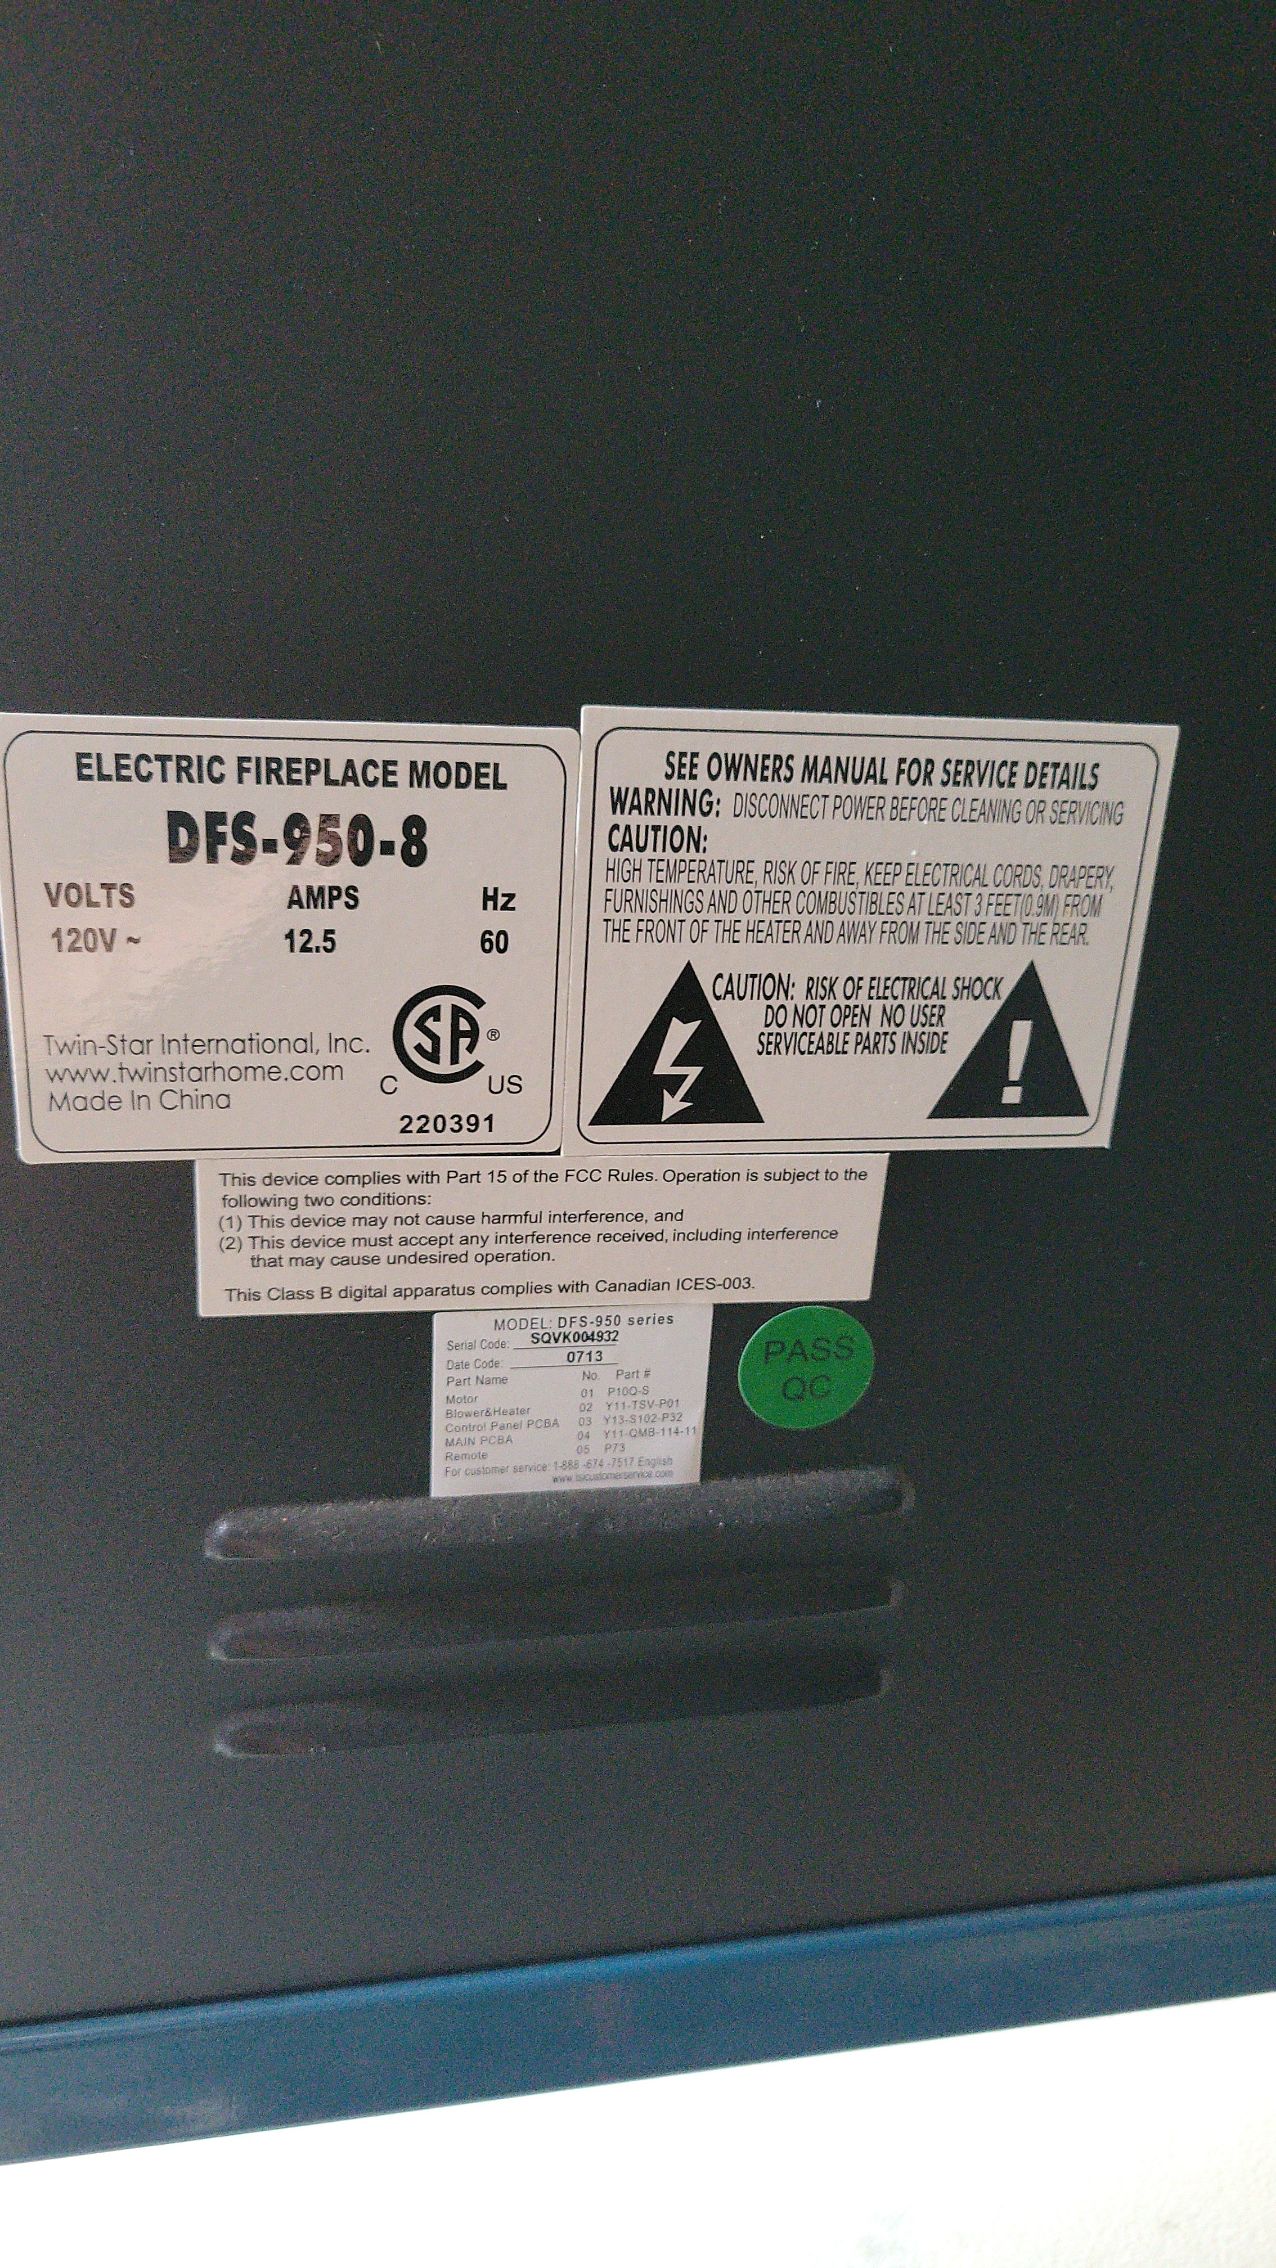 ELECTRIC FIREPLACE MODEL
DFS-950-8
VOLTS AMPS Hz
120V ~ 12.5 60
Twin-Star International, Inc.
www.twinstarhome.com
Made In China
SA ®
C US
220391
SEE OWNERS MANUAL FOR SERVICE DETAILS
WARNING: DISCONNECT POWER BEFORE CLEANING OR SERVICING
CAUTION:
HIGH TEMPERATURE, RISK OF FIRE, KEEP ELECTRICAL CORDS, DRAPERY,
FURNISHINGS AND OTHER COMBUSTIBLES AT LEAST 3 FEET(0.9M) FROM
THE FRONT OF THE HEATER AND AWAY FROM THE SIDE AND THE REAR.
CAUTION: RISK OF ELECTRICAL SHOCK
DO NOT OPEN NO USER
SERVICEABLE PARTS INSIDE
!
This device complies with Part 15 of the FCC Rules. Operation is subject to the
following two conditions:
(1) This device may not cause harmful interference, and
(2) This device must accept any interference received, including interference
that may cause undesired operation.
This Class B digital apparatus complies with Canadian ICES-003.
MODEL: DFS-950 series
Serial Code: SQVK004932
Date Code: 0713
Part Name No. Part #
Motor 01 P10Q-S
Blower&Heater 02 Y11-TSV-P01
Control Panel PCBA 03 Y13-S102-P32
MAIN PCBA 04 Y11-QMB-114-11
Remote 05 P73
For customer service: 1-888 -674 -7517 English
www.tsicustomerservice.com
PASS
QC